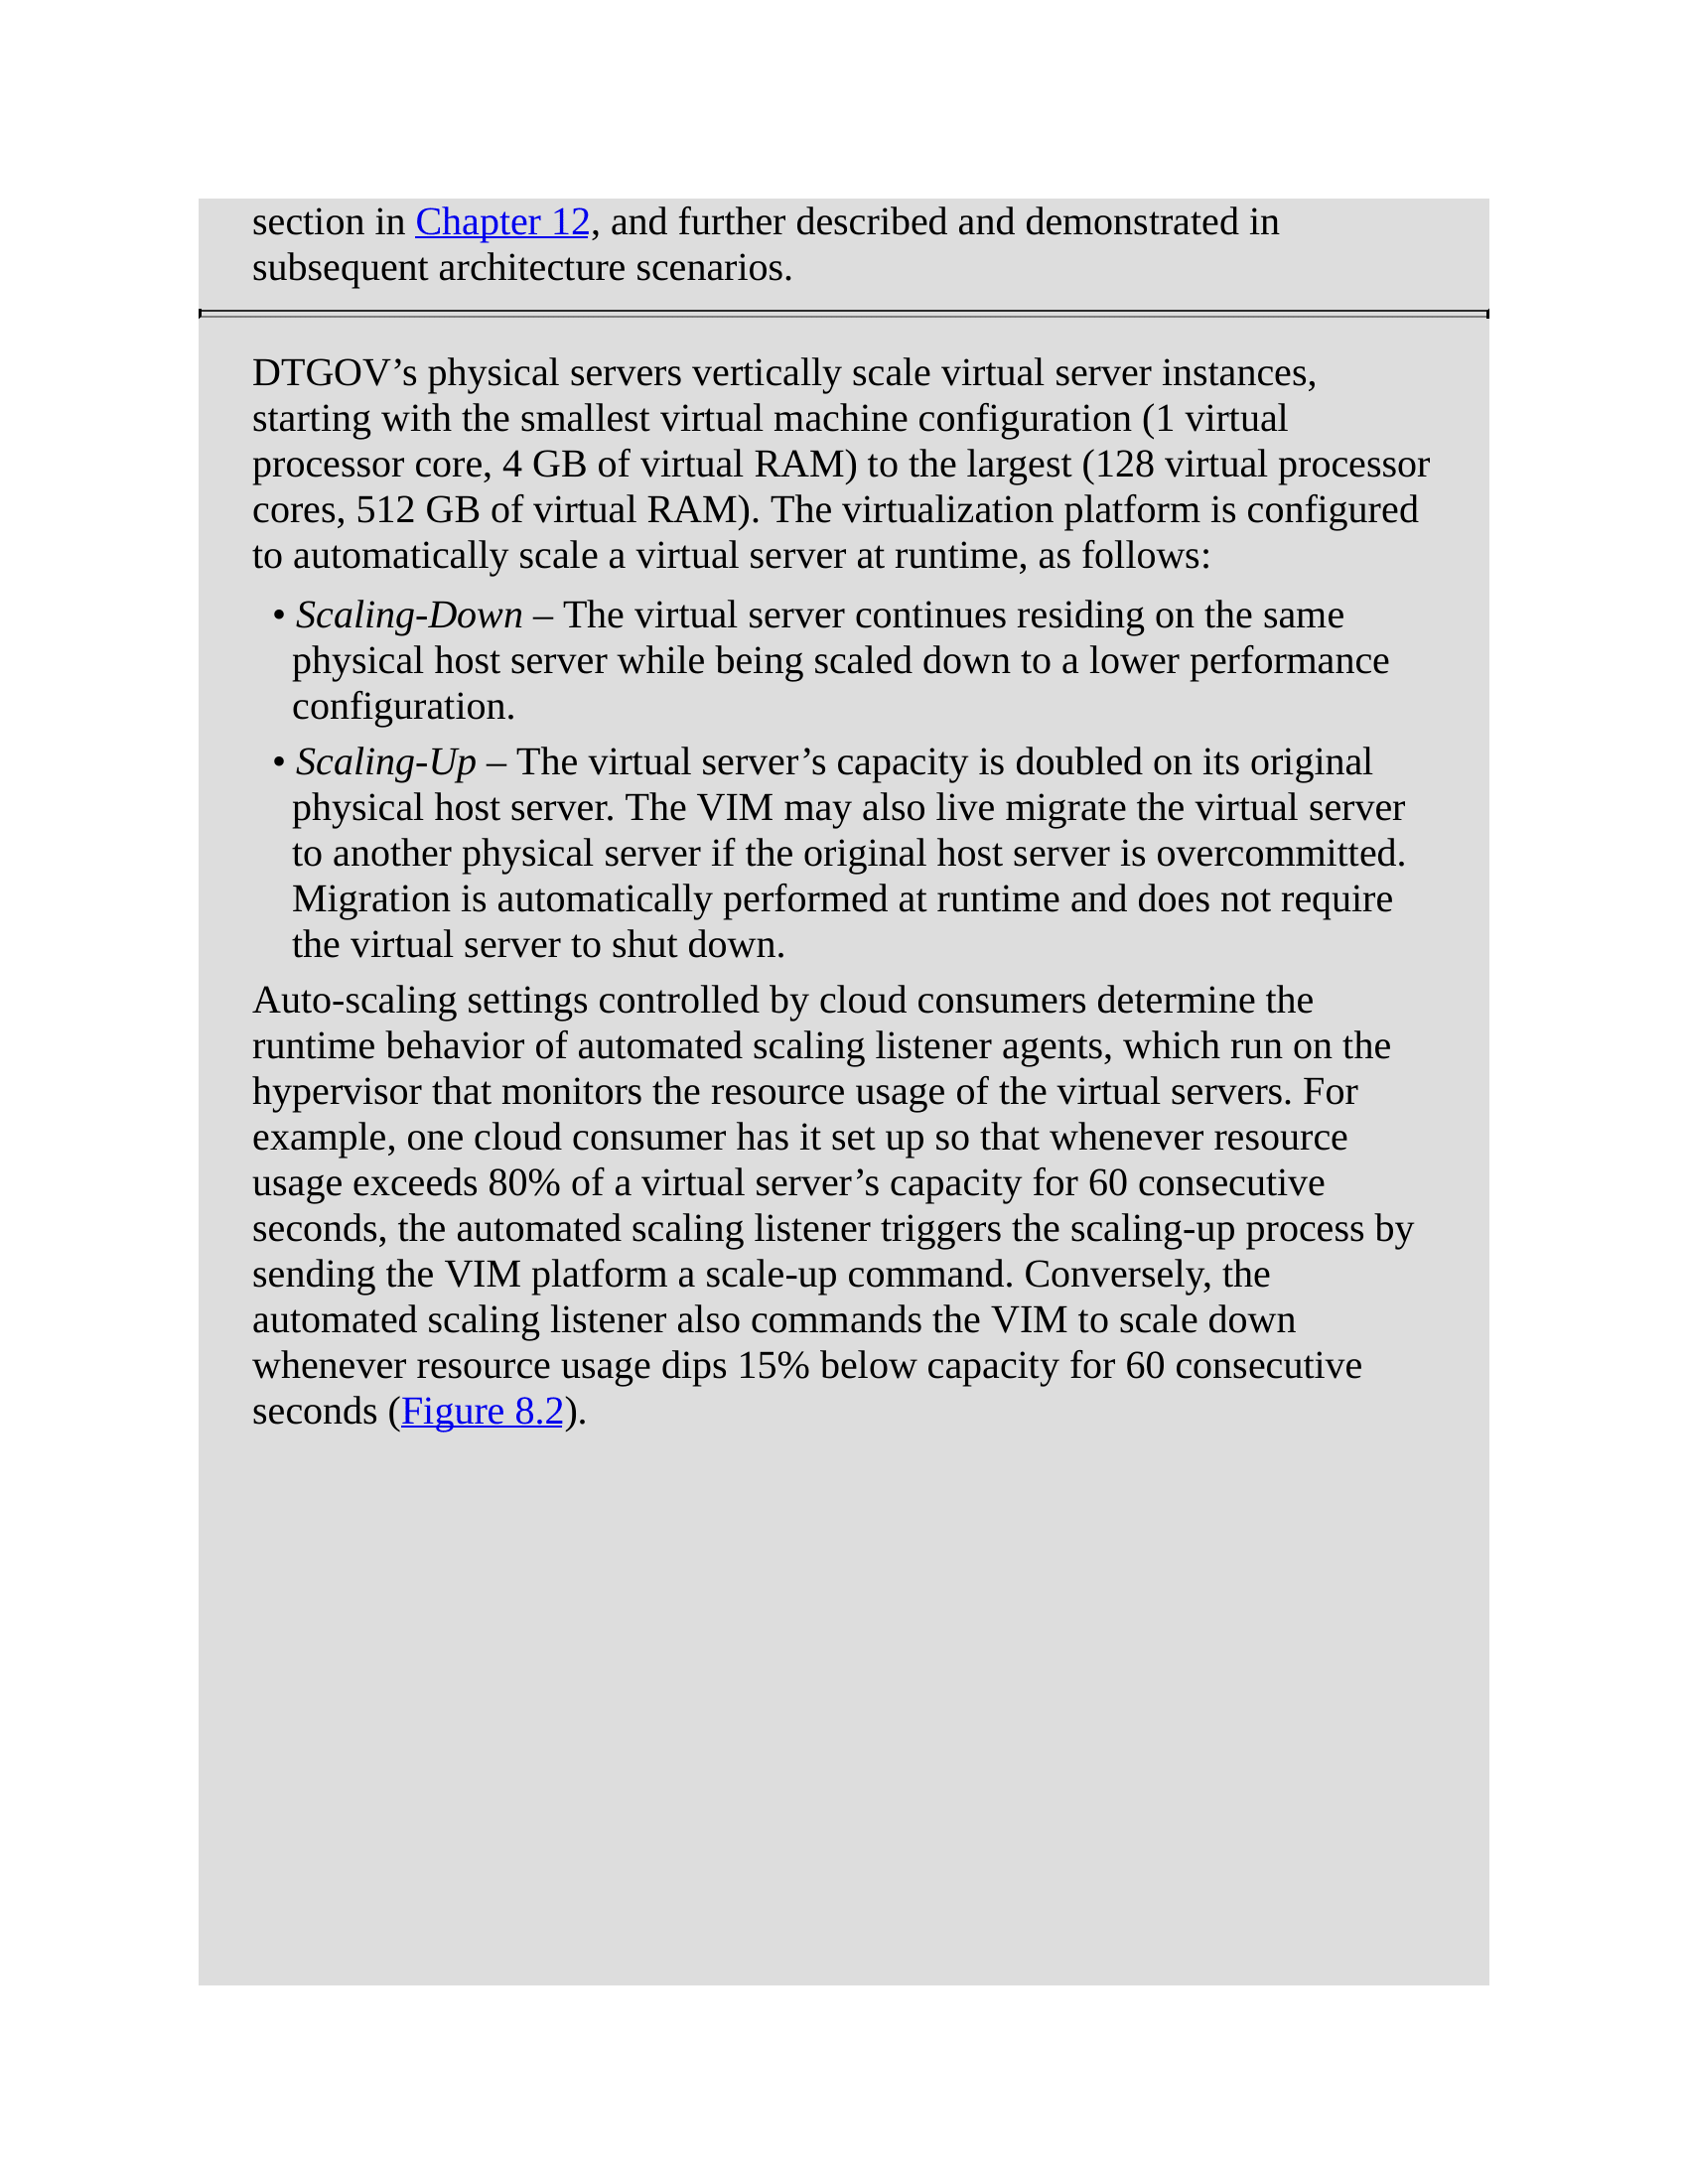 section in Chapter 12, and further described and demonstrated in
subsequent architecture scenarios.
DTGOV’s physical servers vertically scale virtual server instances,
starting with the smallest virtual machine configuration (1 virtual
processor core, 4 GB of virtual RAM) to the largest (128 virtual processor
cores, 512 GB of virtual RAM). The virtualization platform is configured
to automatically scale a virtual server at runtime, as follows:
• Scaling-Down – The virtual server continues residing on the same
physical host server while being scaled down to a lower performance
configuration.
• Scaling-Up – The virtual server’s capacity is doubled on its original
physical host server. The VIM may also live migrate the virtual server
to another physical server if the original host server is overcommitted.
Migration is automatically performed at runtime and does not require
the virtual server to shut down.
Auto-scaling settings controlled by cloud consumers determine the
runtime behavior of automated scaling listener agents, which run on the
hypervisor that monitors the resource usage of the virtual servers. For
example, one cloud consumer has it set up so that whenever resource
usage exceeds 80% of a virtual server’s capacity for 60 consecutive
seconds, the automated scaling listener triggers the scaling-up process by
sending the VIM platform a scale-up command. Conversely, the
automated scaling listener also commands the VIM to scale down
whenever resource usage dips 15% below capacity for 60 consecutive
seconds (Figure 8.2).